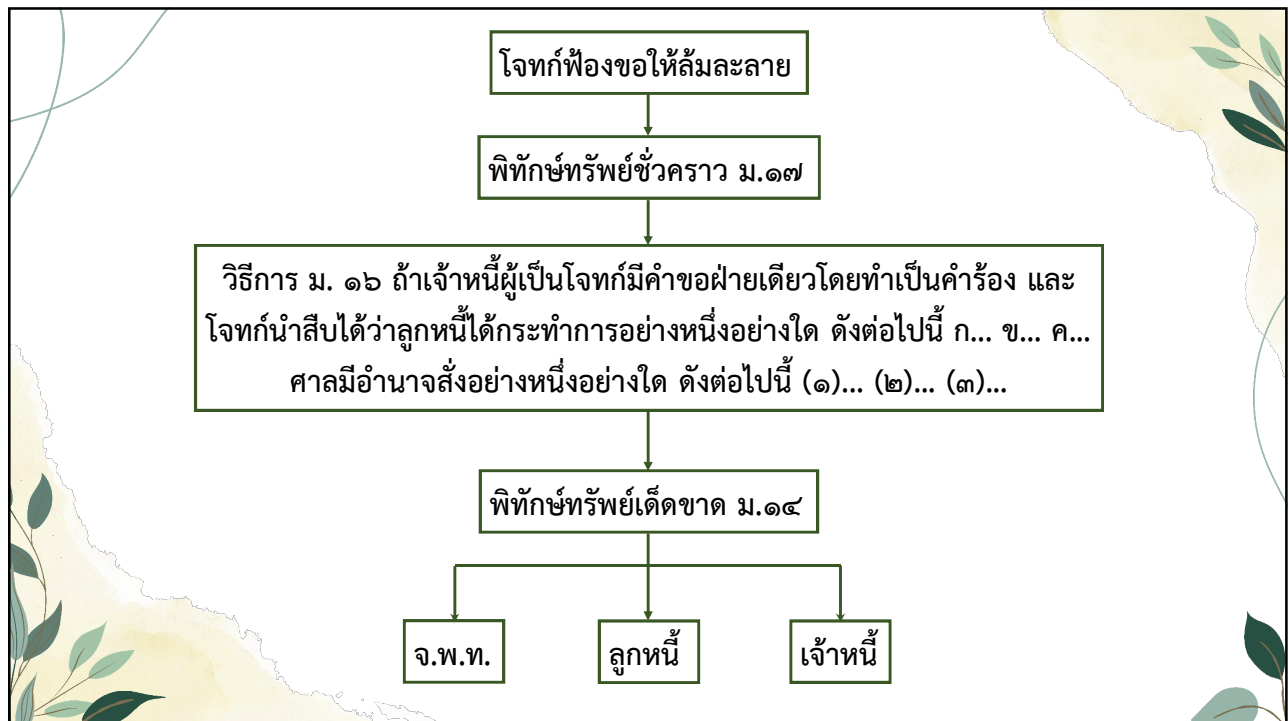 โจทก์ฟ้องขอให้ล้มละลาย
พิทักษ์ทรัพย์ชั่วคราว ม.๑๗
วิธีการ ม. ๑๖ ถ้าเจ้าหนี้ผู้เป็นโจทก์มีคำขอฝ่ายเดียวโดยทำเป็นคำร้อง และ
โจทก์นำสืบได้ว่าลูกหนี้ได้กระทำการอย่างหนึ่งอย่างใด ดังต่อไปนี้ ก... ข... ค...
ศาลมีอำนาจสั่งอย่างหนึ่งอย่างใด ดังต่อไปนี้ (๑)... (๒)... (๓)...
พิทักษ์ทรัพย์เด็ดขาด ม.๑๔
จ.พ.ท.
ลูกหนี้
เจ้าหนี้